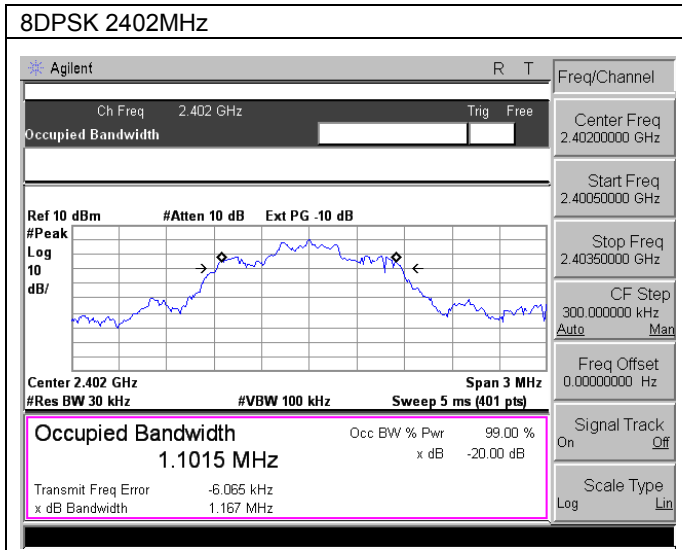 8DPSK 2402MHz
Agilent R T
Freq/Channel
Ch Freq 2.402 GHz Trig Free
Occupied Bandwidth
Center Freq
2.40200000 GHz
Start Freq
2.40050000 GHz
Ref 10 dBm #Atten 10 dB Ext PG -10 dB
#Peak
Log
10
dB/
Stop Freq
2.40350000 GHz
CF Step
300.000000 kHz
Auto Man
Center 2.402 GHz Span 3 MHz
#Res BW 30 kHz #VBW 100 kHz Sweep 5 ms (401 pts)
Freq Offset
0.00000000 Hz
Occupied Bandwidth Occ BW % Pwr 99.00 %
1.1015 MHz x dB -20.00 dB
Transmit Freq Error -6.065 kHz
x dB Bandwidth 1.167 MHz
Signal Track
On Off
Scale Type
Log Lin